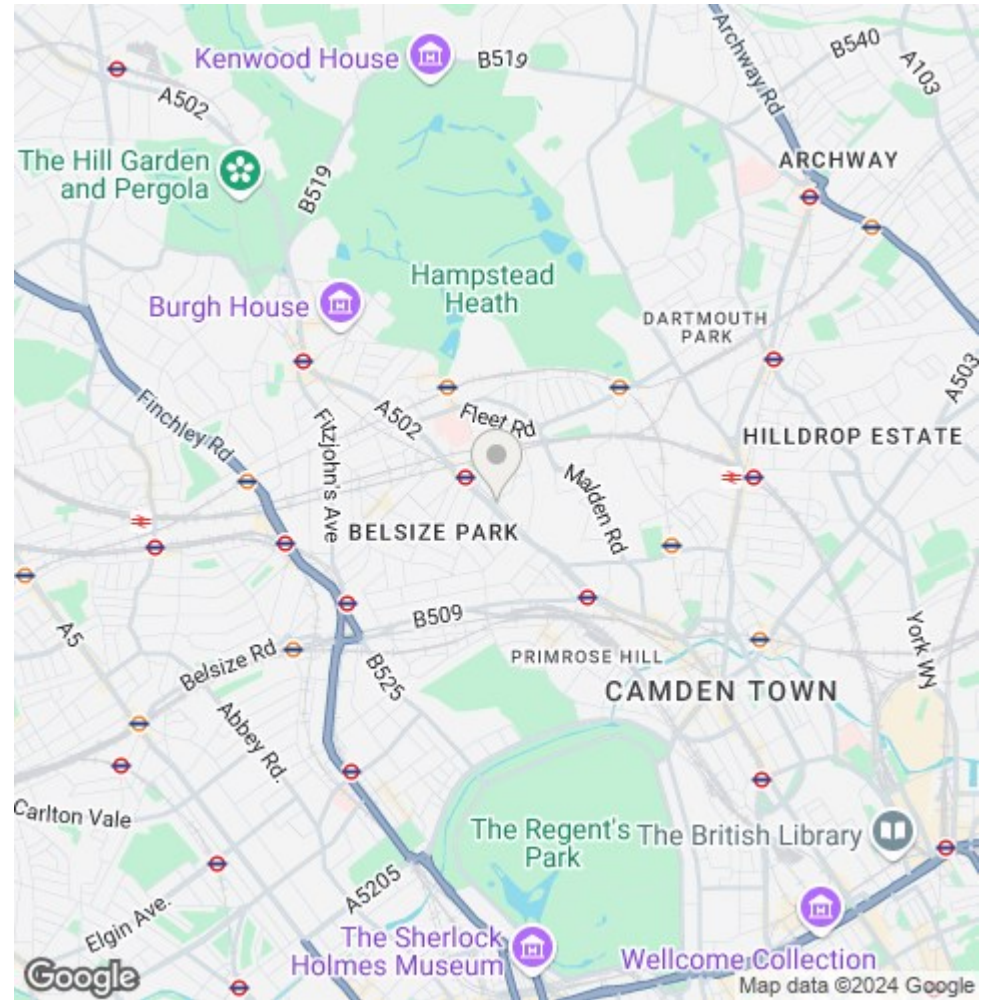 Kenwood House
B519
B540
A103
Archway Rd
A502
The Hill Garden
and Pergola
B519
ARCHWAY
Hampstead
Heath
Burgh House
DARTMOUTH
PARK
A503
Finchley Rd
Fitzjohn's Ave
A502
Fleet Rd
HILLDROP ESTATE
Malden Rd
BELSIZE PARK
A5
B509
Belsize Rd
B525
PRIMROSE HILL
York Wy
CAMDEN TOWN
Abbey Rd.
Carlton Vale
The Regent's
Park
The British Library
A5205
Elgin Ave.
The Sherlock
Holmes Museum
Wellcome Collection
Google
Map data ©2024 Google